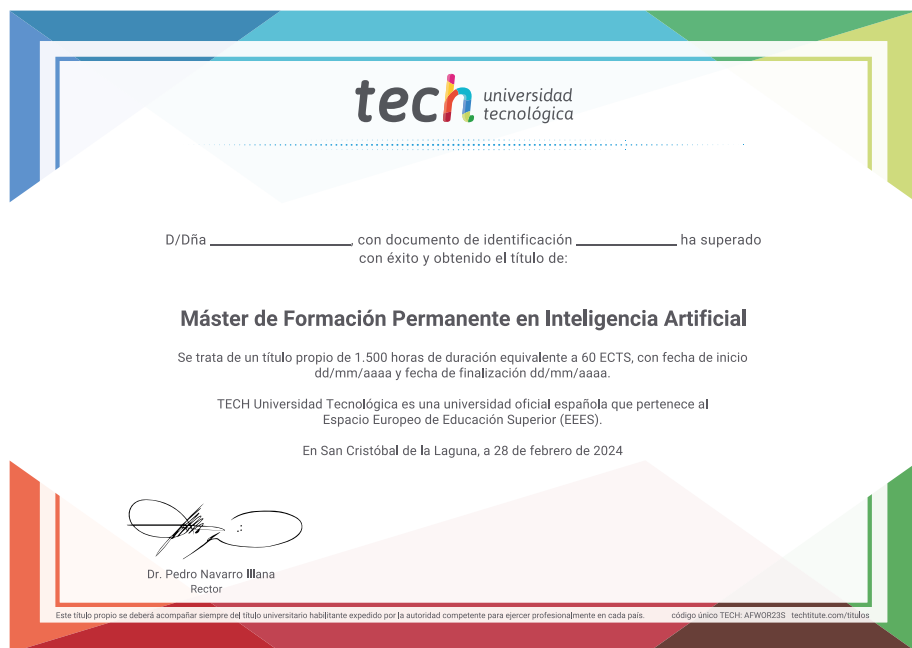 tech universidad
tecnológica
D/Dña ________________, con documento de identificación ____________ ha superado
con éxito y obtenido el título de:
Máster de Formación Permanente en Inteligencia Artificial
Se trata de un título propio de 1.500 horas de duración equivalente a 60 ECTS, con fecha de inicio
dd/mm/aaaa y fecha de finalización dd/mm/aaaa.
TECH Universidad Tecnológica es una universidad oficial española que pertenece al
Espacio Europeo de Educación Superior (EEES).
En San Cristóbal de la Laguna, a 28 de febrero de 2024
Dr. Pedro Navarro Illana
Rector
Este título propio se deberá acompañar siempre del título universitario habilitante expedido por la autoridad competente para ejercer profesionalmente en cada país. código único TECH: AFWOR23S techtitute.com/titulos